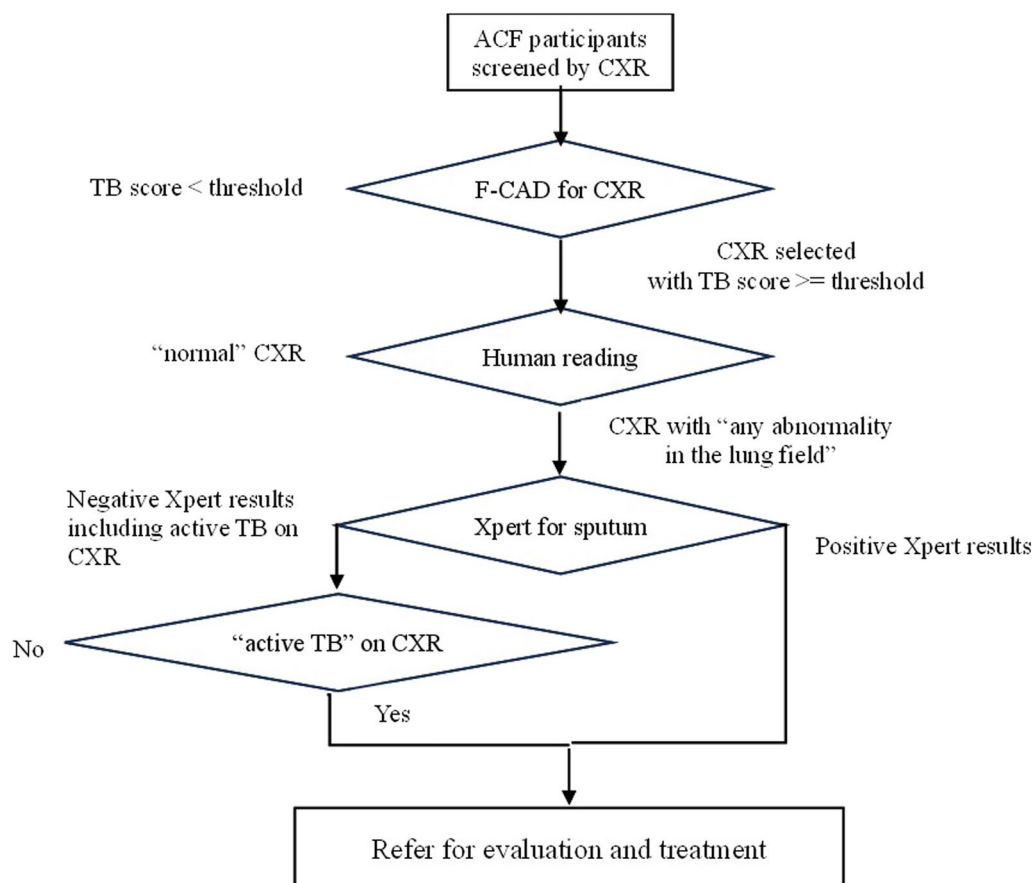 ACF participants
screened by CXR
TB score < threshold
F-CAD for CXR
CXR selected
with TB score >= threshold
“normal” CXR
Human reading
CXR with “any abnormality
in the lung field”
Negative Xpert results
including active TB on
CXR
Xpert for sputum
Positive Xpert results
No
“active TB” on CXR
Yes
Refer for evaluation and treatment